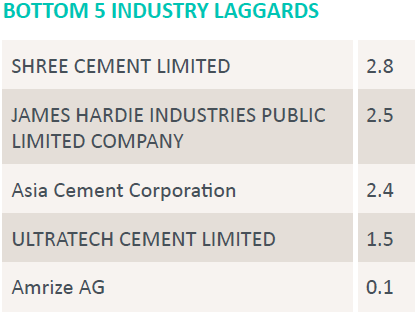 BOTTOM 5 INDUSTRY LAGGARDS
SHREE CEMENT LIMITED 2.8
JAMES HARDIE INDUSTRIES PUBLIC 2.5
LIMITED COMPANY
Asia Cement Corporation 2.4
ULTRATECH CEMENT LIMITED 1.5
Amrize AG 0.1